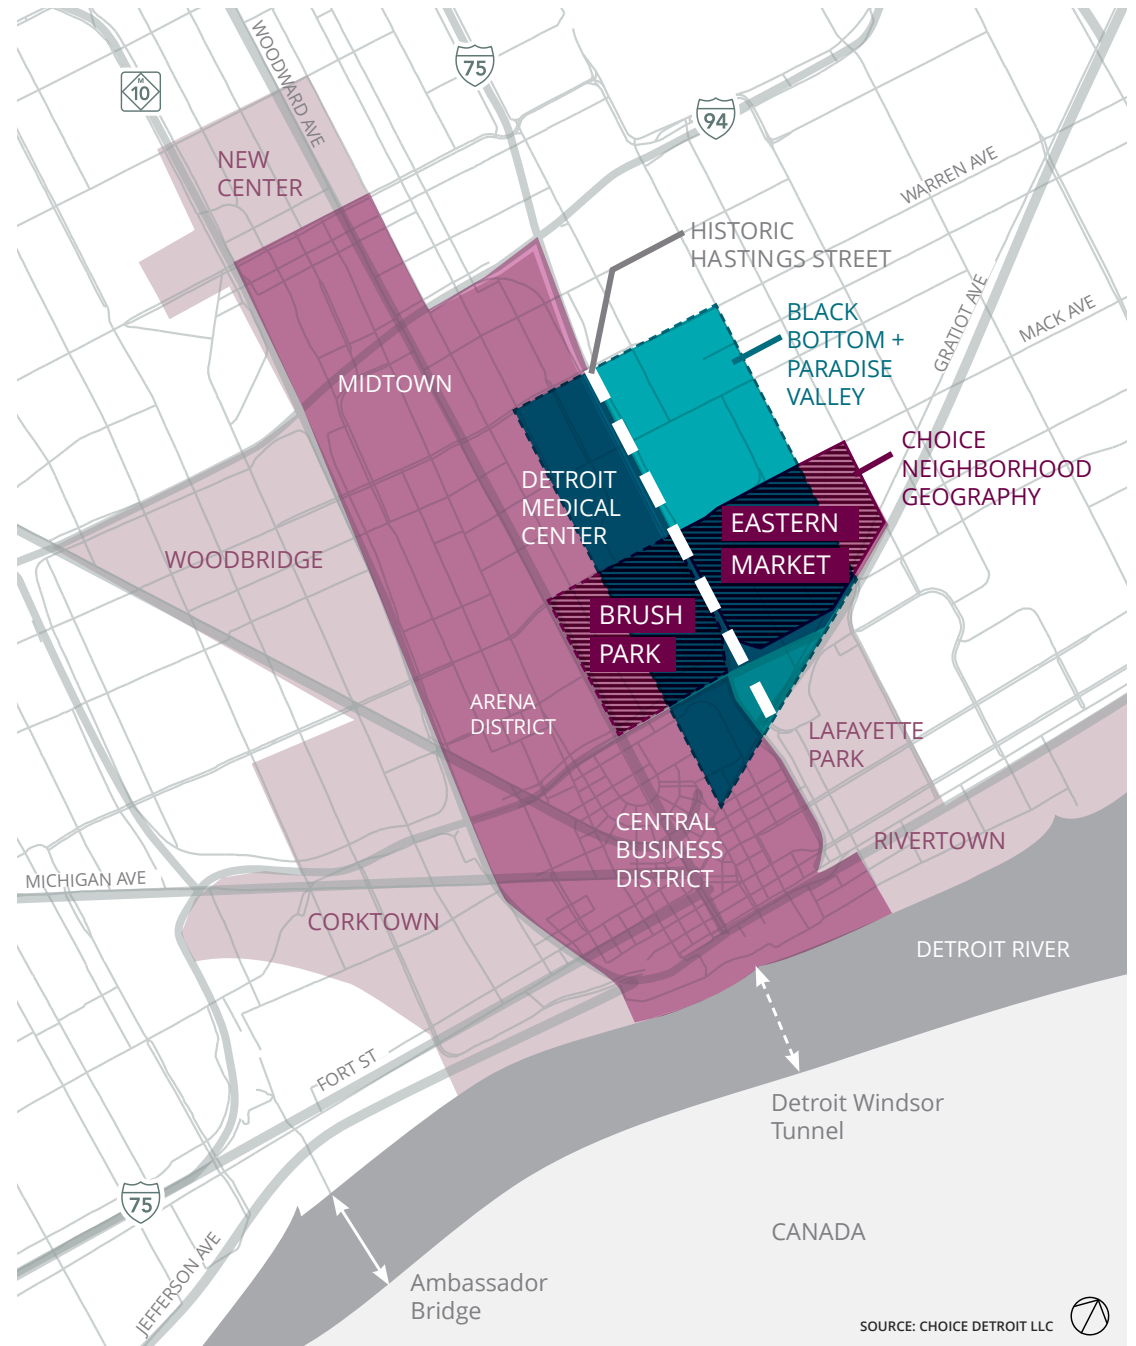 WOODWARD AVE
75
M
10
94
NEW
CENTER
WARREN AVE
HISTORIC
HASTINGS STREET
GRATIOT AVE
MACK AVE
BLACK
BOTTOM +
PARADISE
VALLEY
MIDTOWN
CHOICE
NEIGHBORHOOD
GEOGRAPHY
DETROIT
MEDICAL
CENTER
EASTERN
MARKET
WOODBRIDGE
BRUSH
PARK
ARENA
DISTRICT
LAFAYETTE
PARK
CENTRAL
BUSINESS
DISTRICT
RIVERTOWN
MICHIGAN AVE
CORKTOWN
DETROIT RIVER
FORT ST
Detroit Windsor
Tunnel
75
JEFFERSON AVE
CANADA
Ambassador
Bridge
SOURCE: CHOICE DETROIT LLC